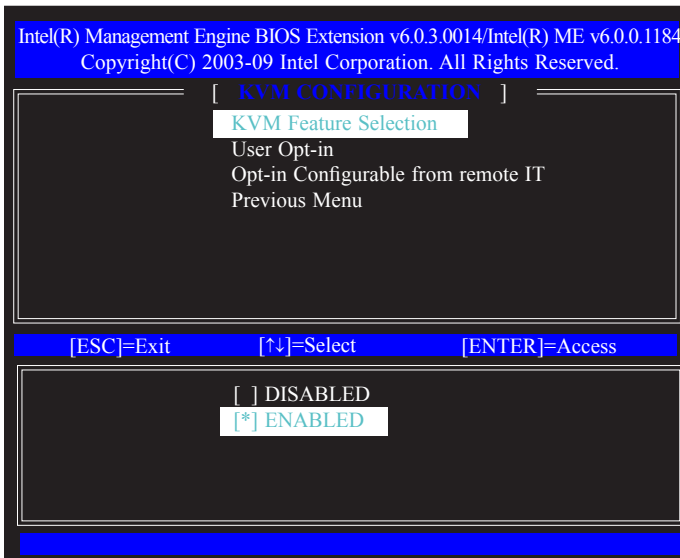 Intel(R) Management Engine BIOS Extension v6.0.3.0014/Intel(R) ME v6.0.0.1184
Copyright(C) 2003-09 Intel Corporation. All Rights Reserved.
[ KVM CONFIGURATION ]
KVM Feature Selection
User Opt-in
Opt-in Configurable from remote IT
Previous Menu
[ESC]=Exit [↑↓]=Select [ENTER]=Access
[ ] DISABLED
[*] ENABLED